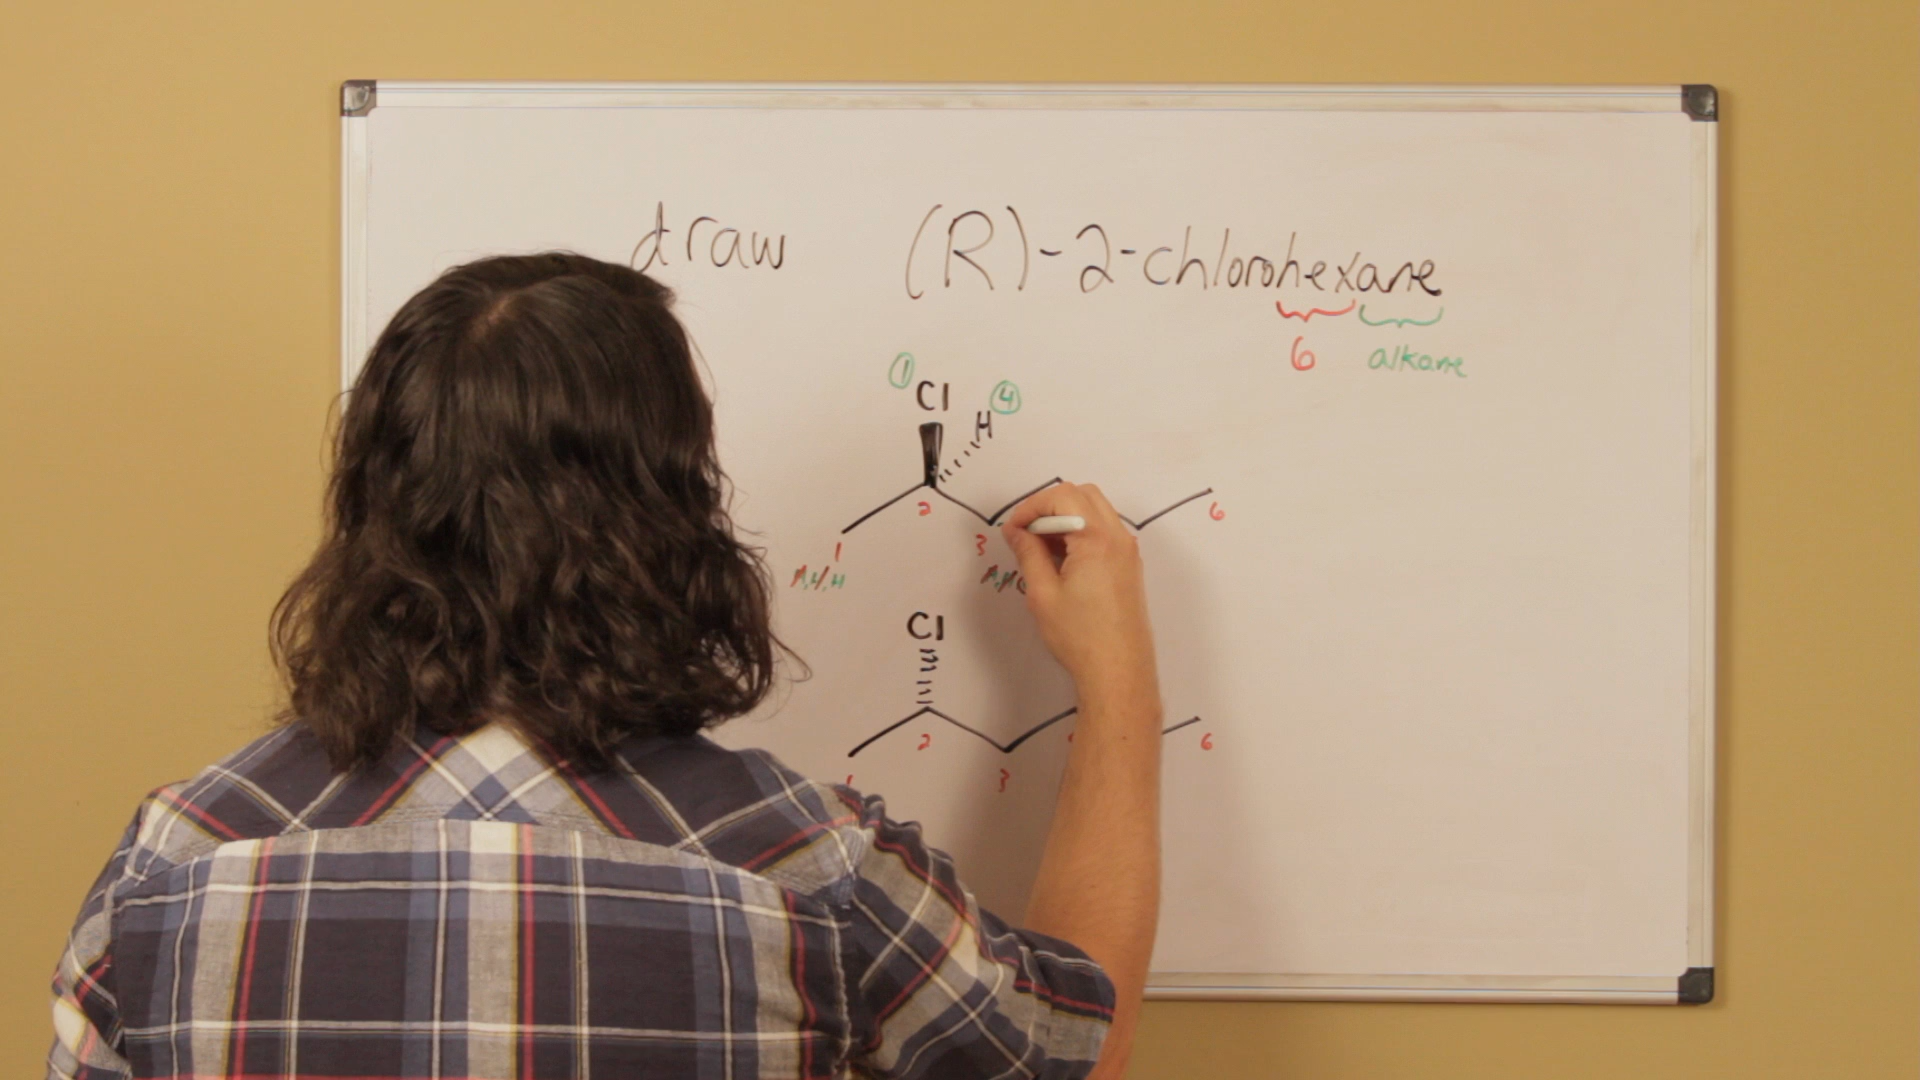 draw (R)-2-chlorohexane
6 alkane
① Cl H ④
2 6
1 3
H,H,H
Cl
2 6
3